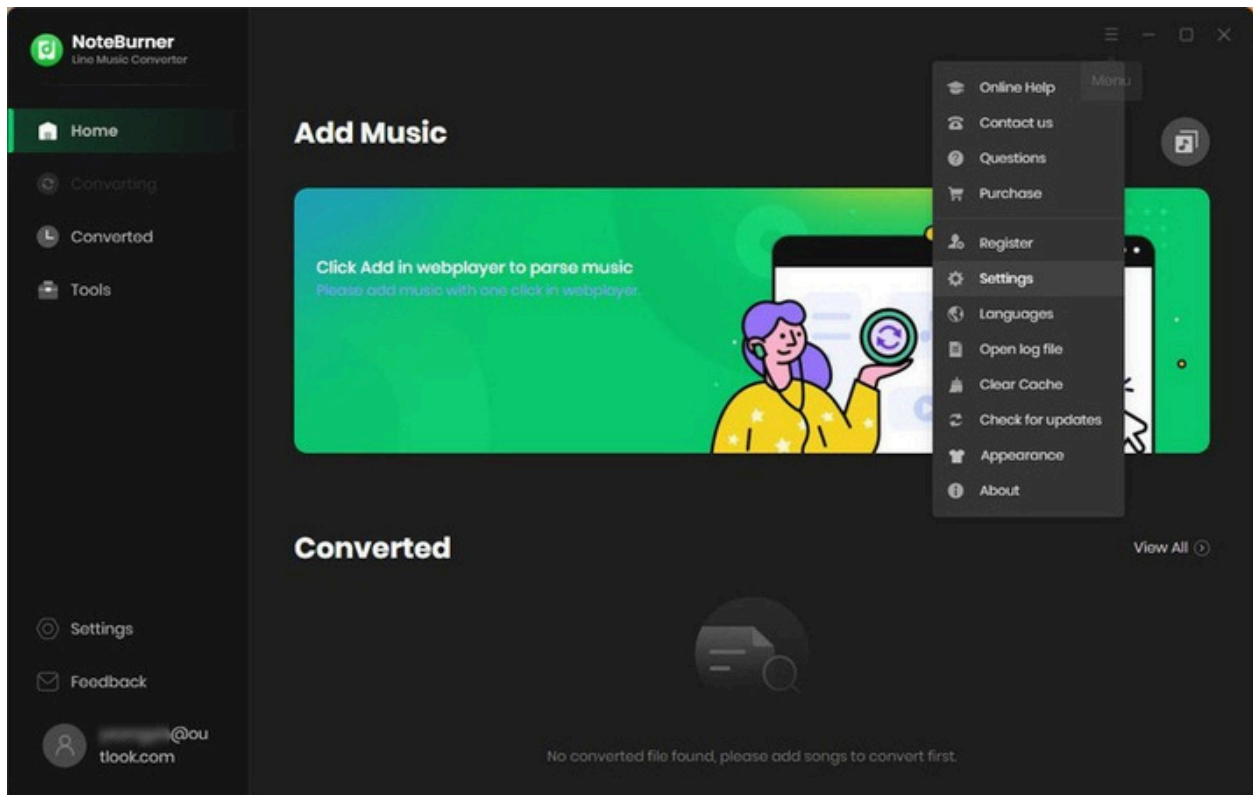 NoteBurner
Line Music Converter
Home
Converting
Converted
Tools
Settings
Feedback
@ou
tlook.com
Add Music
Click Add in webplayer to parse music
Please add music with one click in webplayer.
Menu
Online Help
Contact us
Questions
Purchase
Register
Settings
Languages
Open log file
Clear Cache
Check for updates
Appearance
About
Converted
View All
No converted file found, please add songs to convert first.